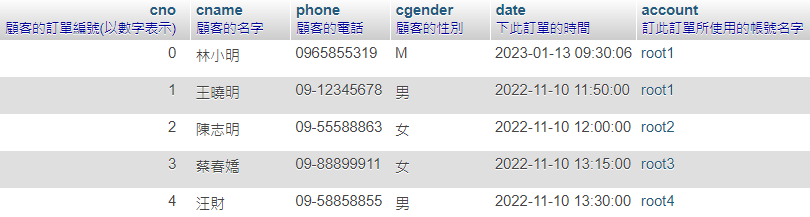 cno cname phone cgender date account
顧客的訂單編號(以數字表示) 顧客的名字 顧客的電話 顧客的性別 下此訂單的時間 訂此訂單所使用的帳號名字
0 林小明 0965855319 M 2023-01-13 09:30:06 root1
1 王曉明 09-12345678 男 2022-11-10 11:50:00 root1
2 陳志明 09-55588863 女 2022-11-10 12:00:00 root2
3 蔡春嬌 09-88899911 女 2022-11-10 13:15:00 root3
4 汪財 09-58858855 男 2022-11-10 13:30:00 root4